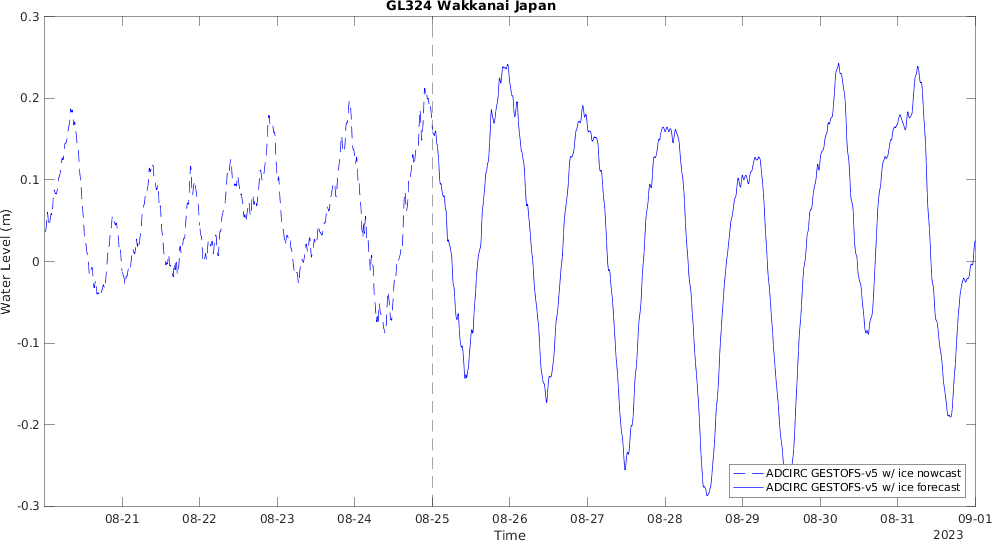 GL324 Wakkanai Japan
0.3
0.2
0.1
0
-0.1
-0.2
-0.3
Water Level (m)
ADCIRC GESTOFS-v5 w/ ice nowcast
ADCIRC GESTOFS-v5 w/ ice forecast
08-21 08-22 08-23 08-24 08-25 08-26 08-27 08-28 08-29 08-30 08-31 09-01
Time
2023